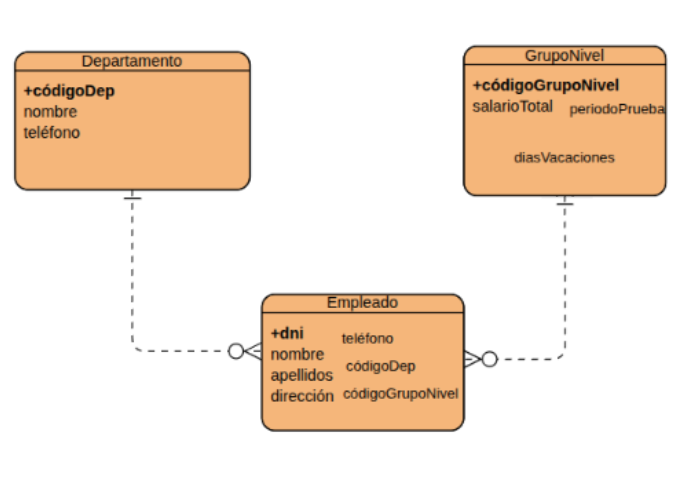 Departamento
+códigoDep
nombre
teléfono
GrupoNivel
+códigoGrupoNivel
salarioTotal periodoPrueba
diasVacaciones
Empleado
+dni teléfono
nombre
apellidos códigoDep
dirección códigoGrupoNivel